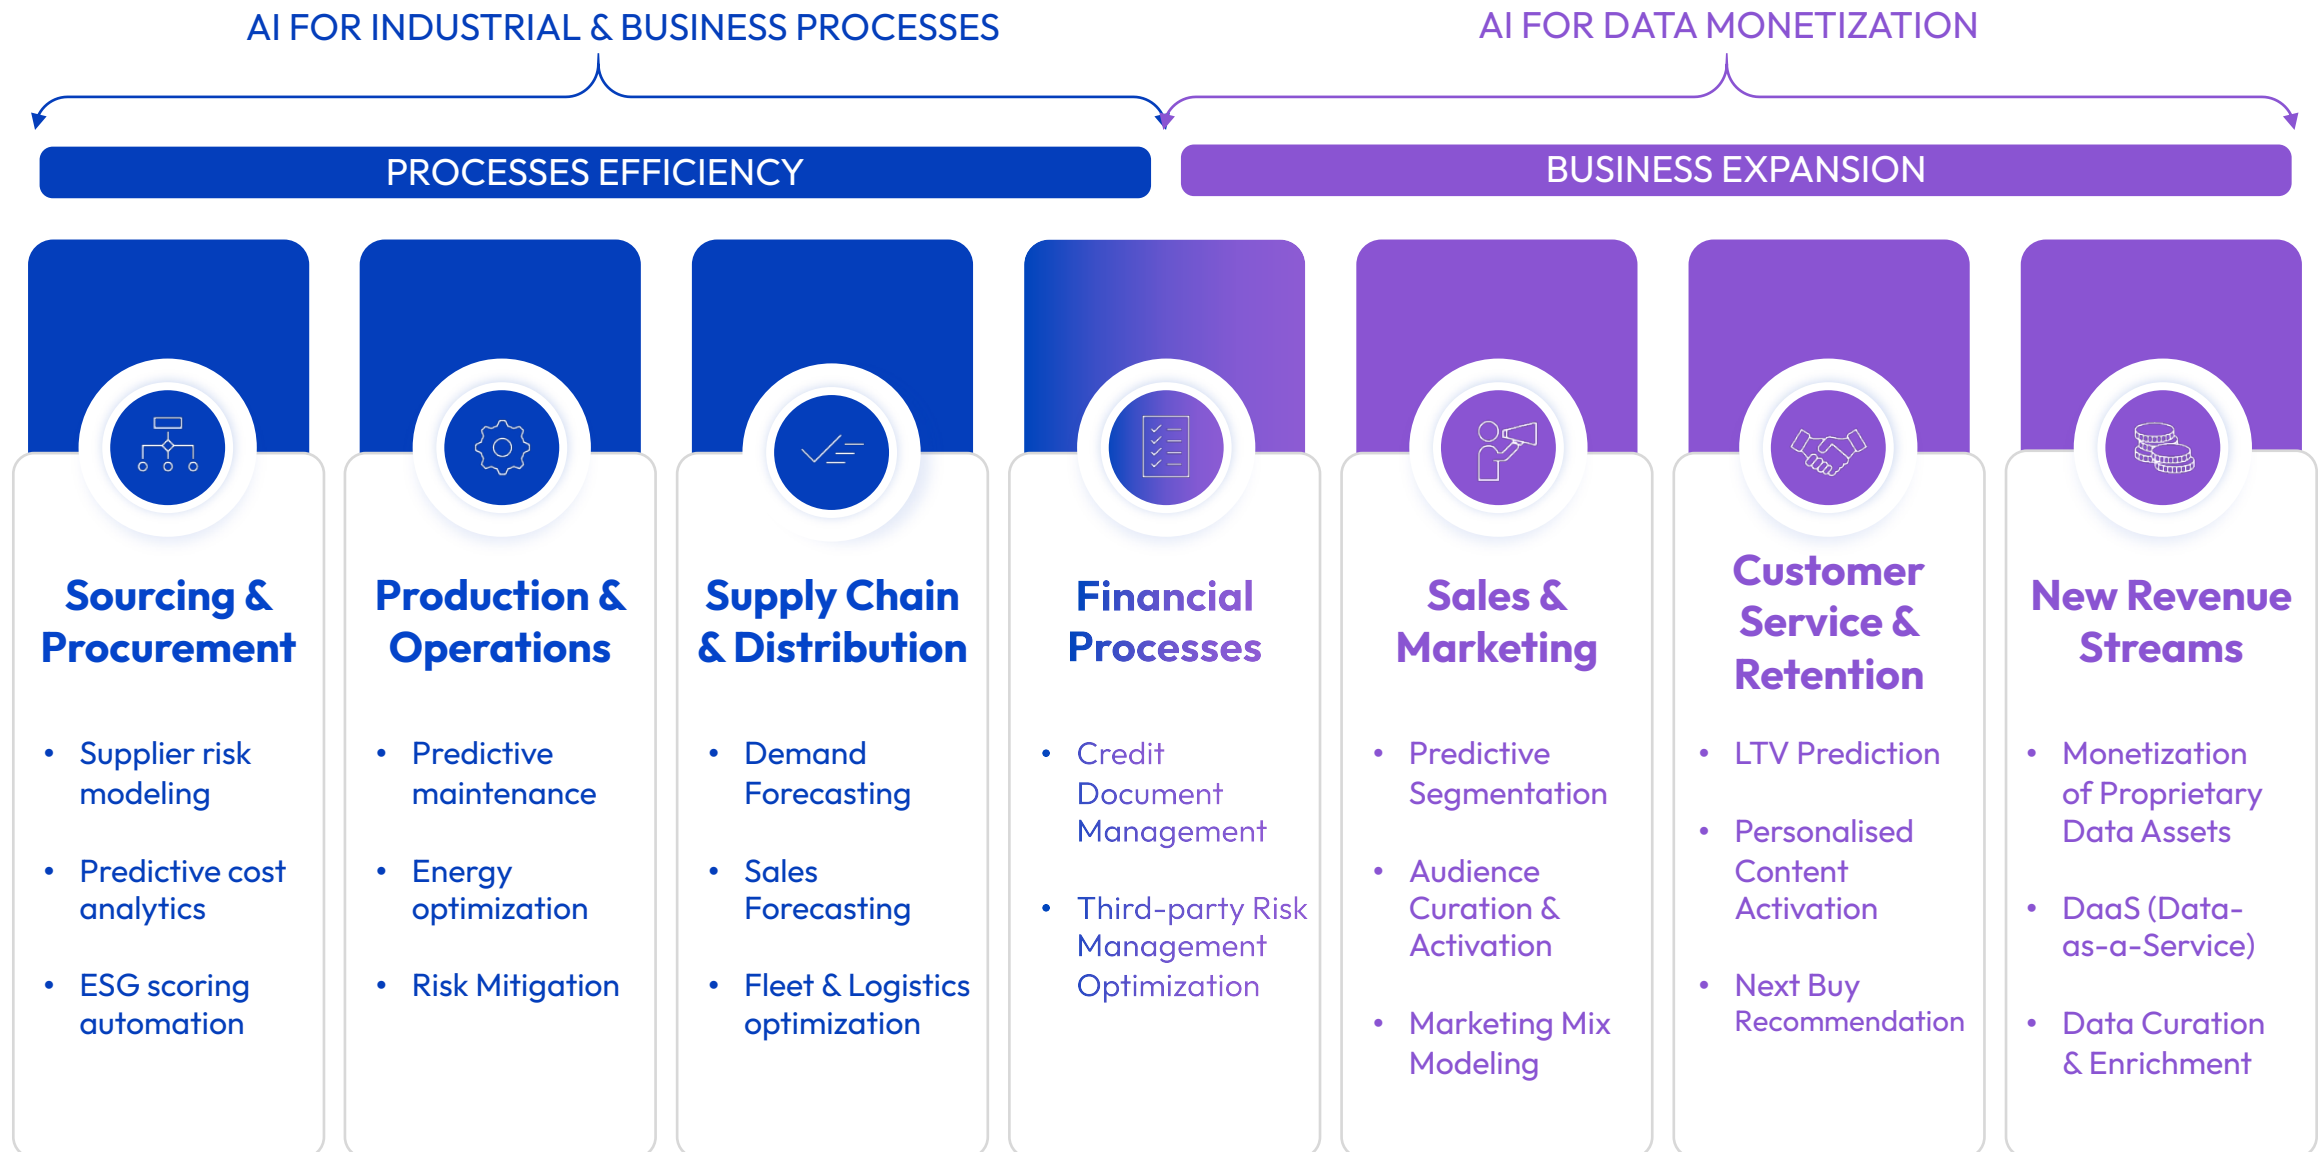 AI FOR INDUSTRIAL & BUSINESS PROCESSES
AI FOR DATA MONETIZATION
PROCESSES EFFICIENCY
BUSINESS EXPANSION
Sourcing &
Procurement
• Supplier risk
modeling
• Predictive cost
analytics
• ESG scoring
automation
Production &
Operations
• Predictive
maintenance
• Energy
optimization
• Risk Mitigation
Supply Chain
& Distribution
• Demand
Forecasting
• Sales
Forecasting
• Fleet & Logistics
optimization
Financial
Processes
• Credit
Document
Management
• Third-party Risk
Management
Optimization
Sales &
Marketing
• Predictive
Segmentation
• Audience
Curation &
Activation
• Marketing Mix
Modeling
Customer
Service &
Retention
• LTV Prediction
• Personalised
Content
Activation
• Next Buy
Recommendation
New Revenue
Streams
• Monetization
of Proprietary
Data Assets
• DaaS (Data-
as-a-Service)
• Data Curation
& Enrichment